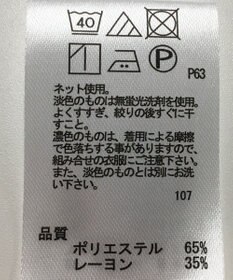 40
P
P63
ネット使用。
淡色のものは無蛍光洗剤を使用。
よくすすぎ、絞りの後すぐに干
すこと。
濃色のものは、着用による摩擦
で色落ちする事がありますので、
組み合せの衣服にご注意下さい。
また、淡色のものとは別にお洗
い下さい。
107
品質
ポリエステル 65%
レーヨン 35%